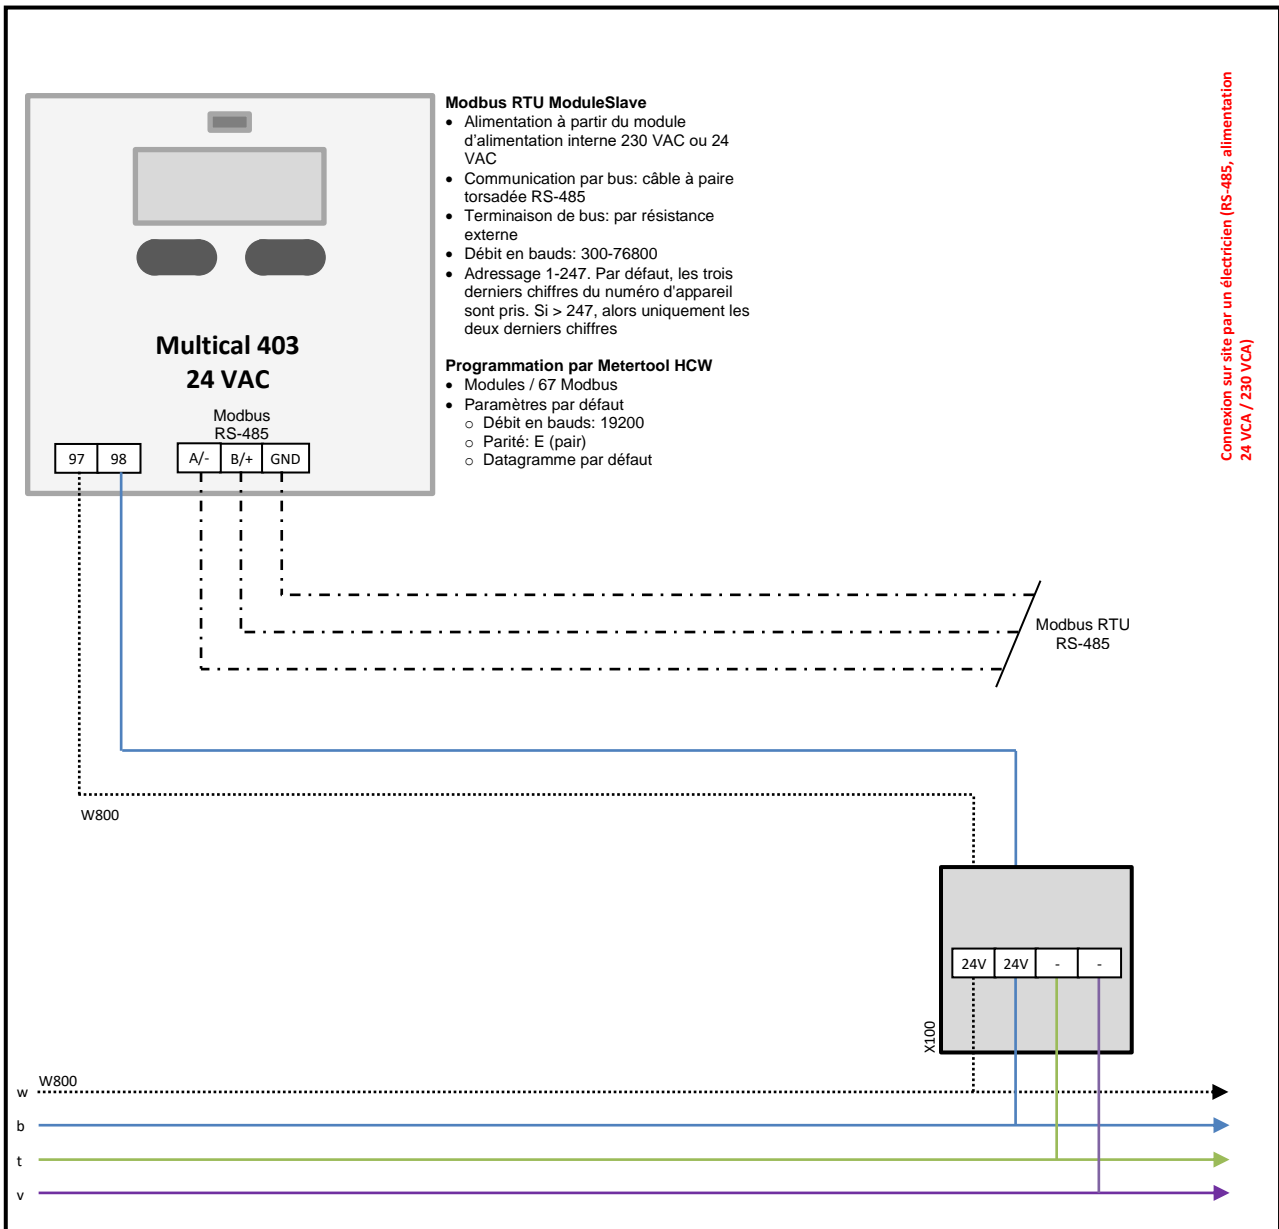 Modbus RTU ModuleSlave
• Alimentation à partir du module
d'alimentation interne 230 VAC ou 24
VAC
• Communication par bus: câble à paire
torsadée RS-485
• Terminaison de bus: par résistance
externe
• Débit en bauds: 300-76800
• Adressage 1-247. Par défaut, les trois
derniers chiffres du numéro d'appareil
sont pris. Si > 247, alors uniquement les
deux derniers chiffres
Programmation par Metertool HCW
• Modules / 67 Modbus
• Paramètres par défaut
o Débit en bauds: 19200
o Parité: E (pair)
o Datagramme par défaut
Connexion sur site par un électricien (RS-485, alimentation
24 VCA / 230 VCA)
Multical 403
24 VAC
Modbus
RS-485
97 98 A/- B/+ GND
Modbus RTU
RS-485
W800
24V 24V - -
X100
W800
w
b
t
v